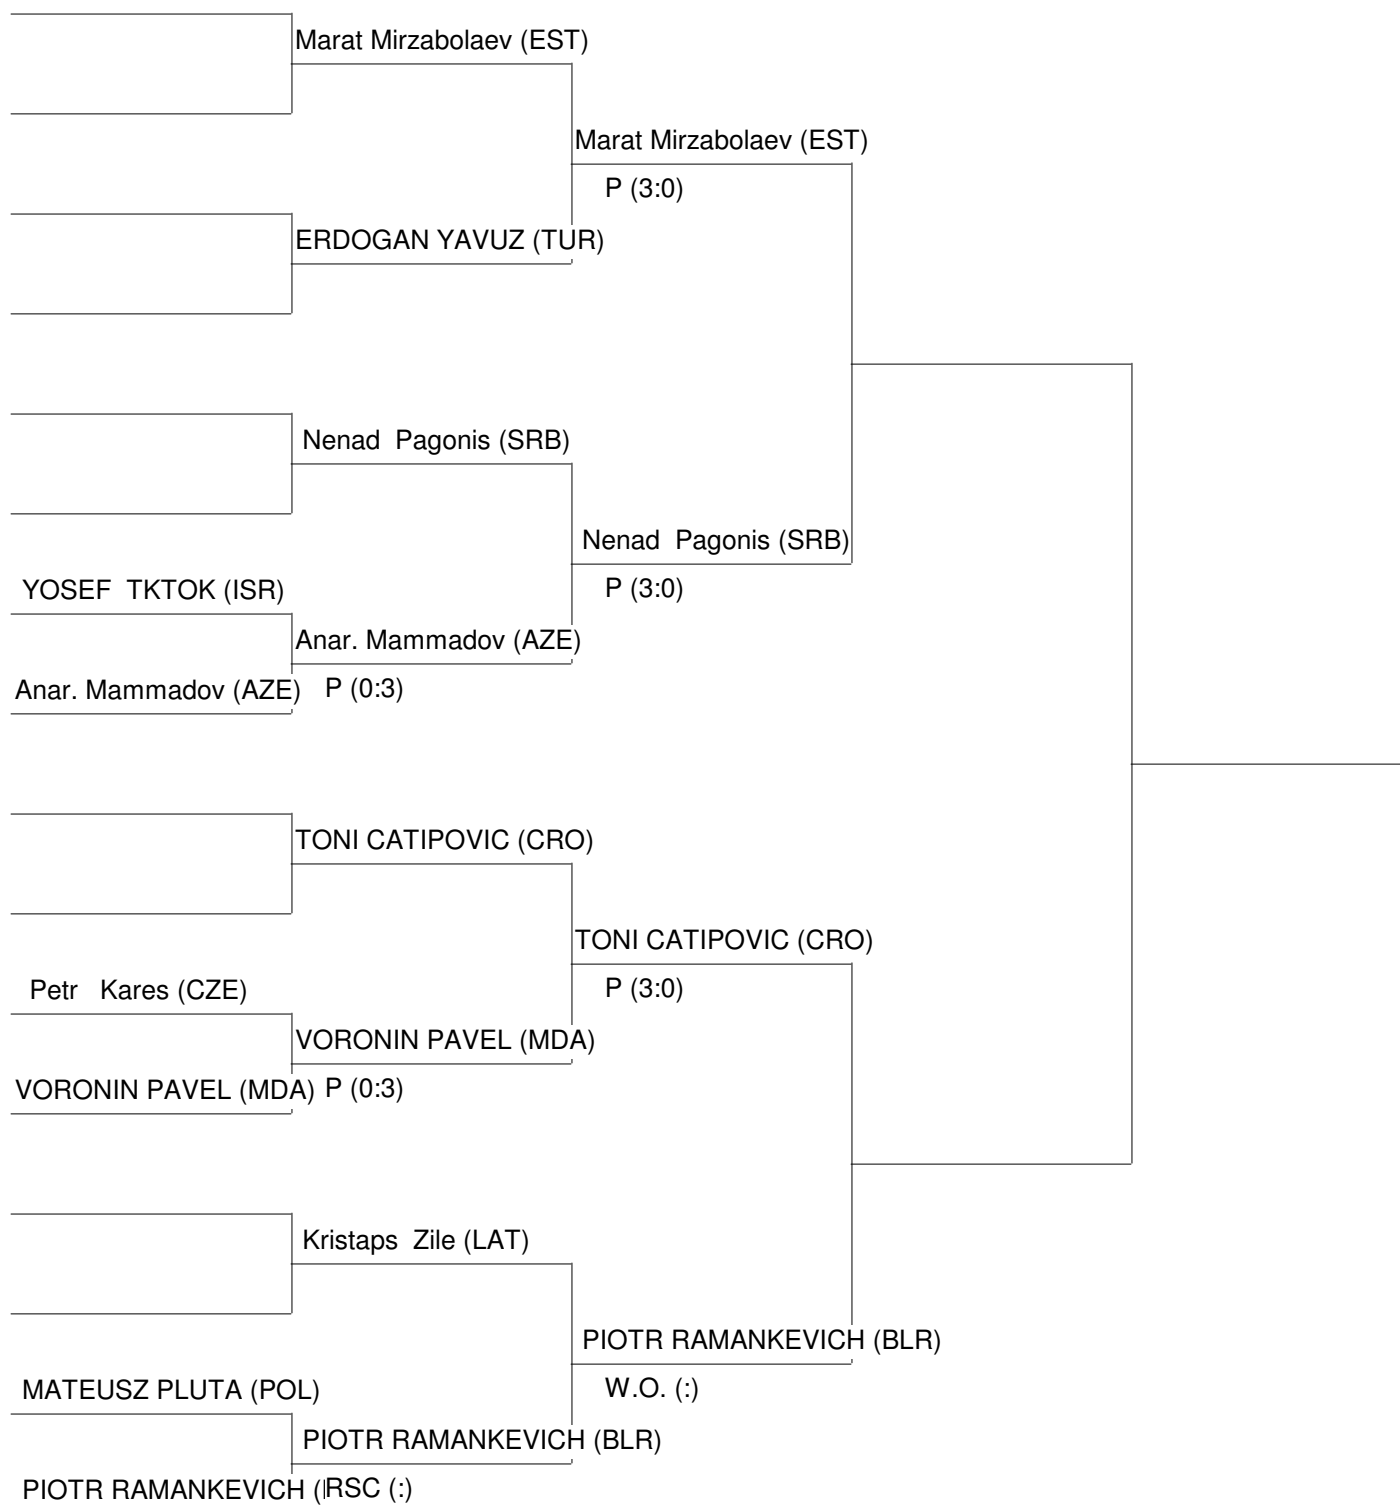 Marat Mirzabolaev (EST)
Marat Mirzabolaev (EST)
P (3:0)
ERDOGAN YAVUZ (TUR)
Nenad Pagonis (SRB)
Nenad Pagonis (SRB)
YOSEF TKTOK (ISR)
P (3:0)
Anar. Mammadov (AZE)
Anar. Mammadov (AZE) P (0:3)
TONI CATIPOVIC (CRO)
TONI CATIPOVIC (CRO)
Petr Kares (CZE)
P (3:0)
VORONIN PAVEL (MDA)
VORONIN PAVEL (MDA) P (0:3)
Kristaps Zile (LAT)
PIOTR RAMANKEVICH (BLR)
MATEUSZ PLUTA (POL)
W.O. (:)
PIOTR RAMANKEVICH (BLR)
PIOTR RAMANKEVICH ( RSC (:)